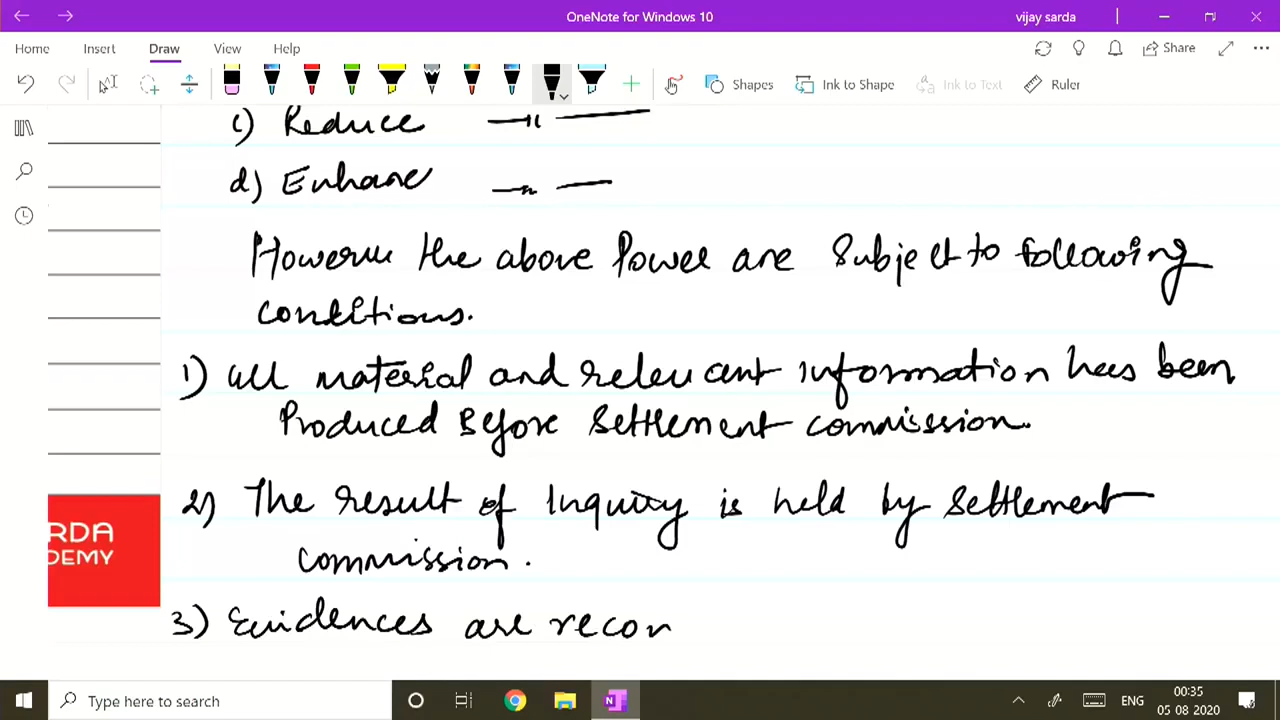 OneNote for Windows 10
vijay sarda
Home Insert Draw View Help
Share
Shapes Ink to Shape Ink to Text Ruler
c) Reduce —"—
d) Enhance —"—
However the above Power are Subject to following
conditions.
1) all material and relevant information has been
Produced Before Settlement commission.
2) The result of Inquiry is held by Settlement
commission.
3) Evidences are recor
RDA
DEMY
Type here to search
ENG
00:35
05-08-2020